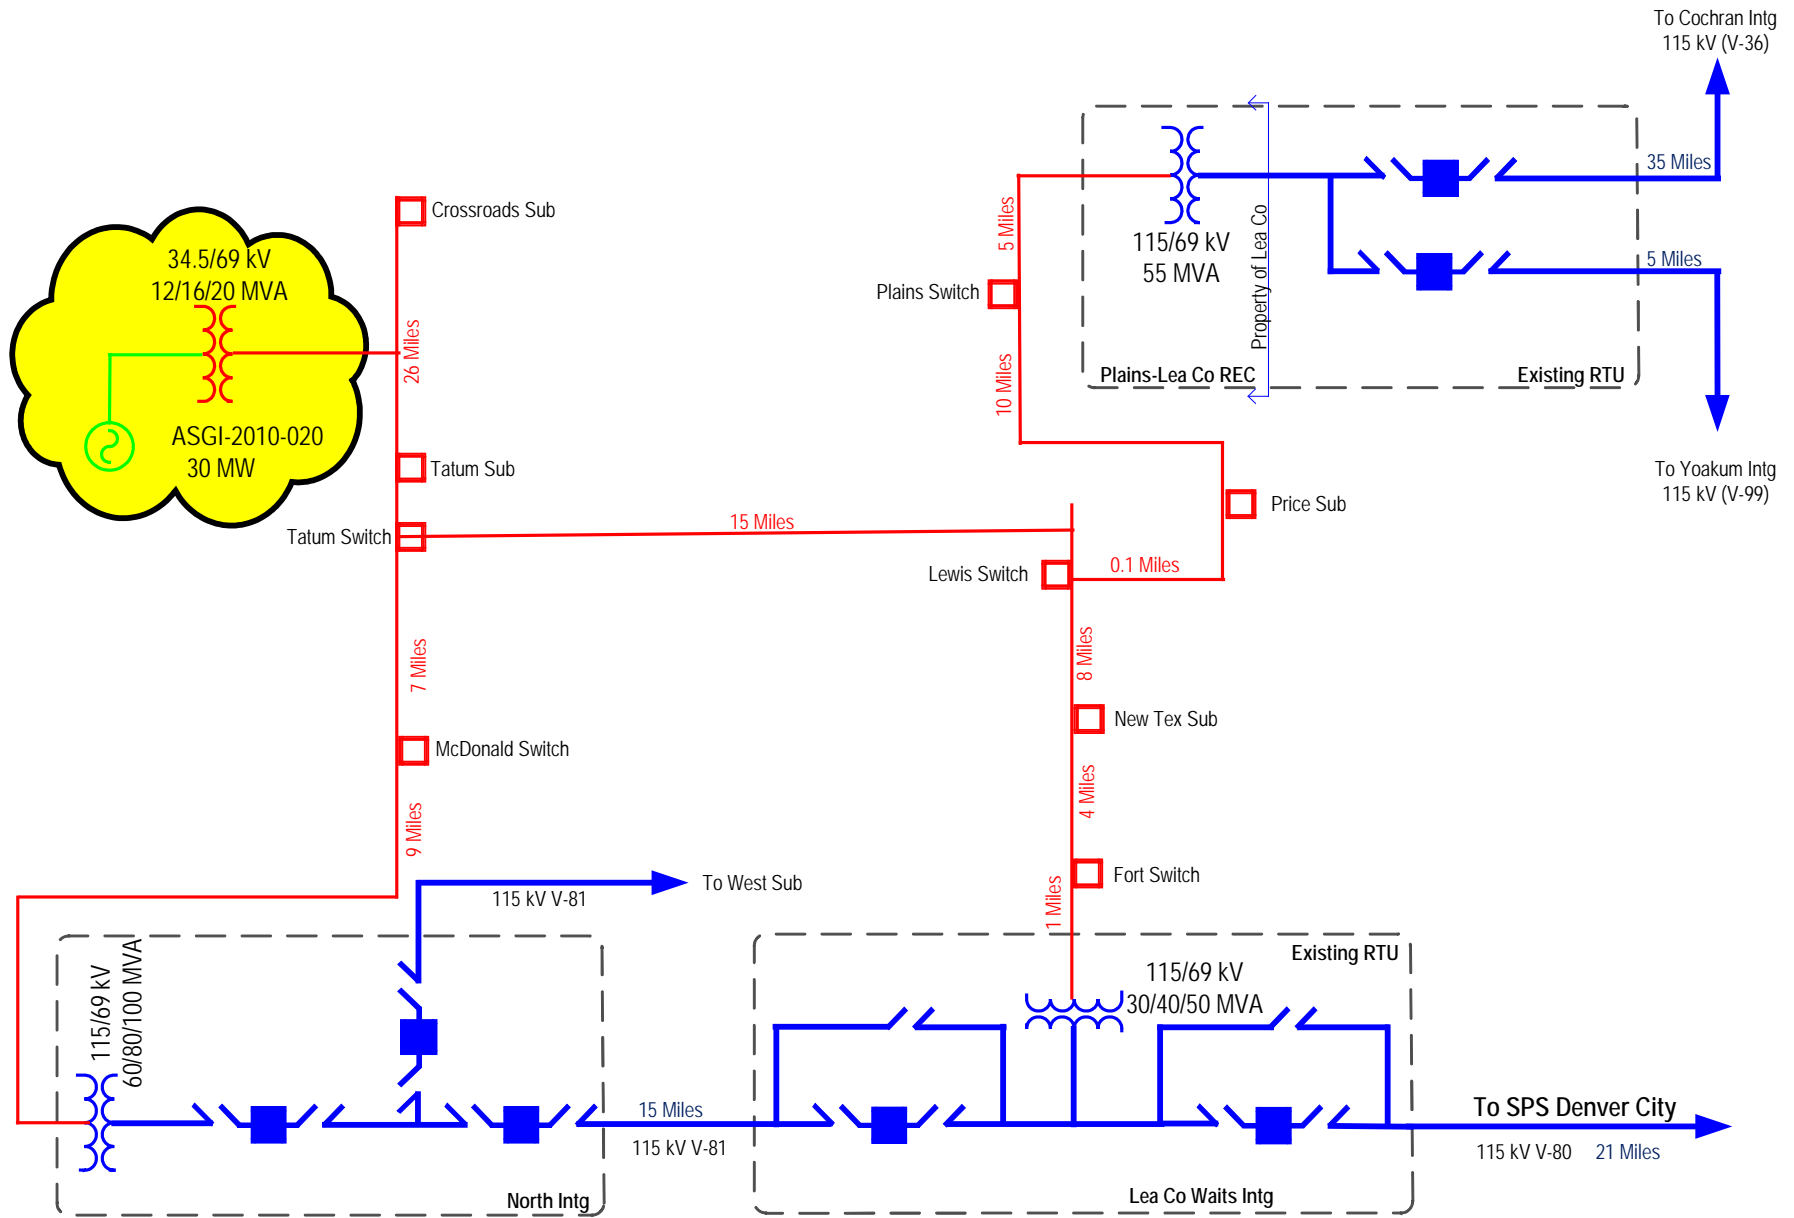 To Cochran Intg
115 kV (V-36)
35 Miles
5 Miles
To Yoakum Intg
115 kV (V-99)
115/69 kV
55 MVA
Property of Lea Co
Plains-Lea Co REC
Existing RTU
5 Miles
Plains Switch
10 Miles
Price Sub
0.1 Miles
Lewis Switch
Crossroads Sub
34.5/69 kV
12/16/20 MVA
ASGI-2010-020
30 MW
26 Miles
Tatum Sub
Tatum Switch
15 Miles
7 Miles
McDonald Switch
9 Miles
8 Miles
New Tex Sub
4 Miles
Fort Switch
1 Miles
To West Sub
115 kV V-81
115/69 kV
60/80/100 MVA
North Intg
15 Miles
115 kV V-81
Existing RTU
115/69 kV
30/40/50 MVA
Lea Co Waits Intg
To SPS Denver City
115 kV V-80
21 Miles